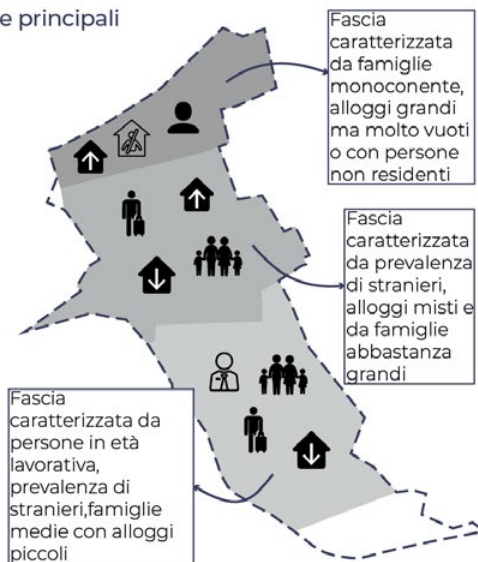 e principali
Fascia
caratterizzata
da famiglie
monoconente,
alloggi grandi
ma molto vuoti
o con persone
non residenti
Fascia
caratterizzata
da prevalenza
di stranieri,
alloggi misti e
da famiglie
abbastanza
grandi
Fascia
caratterizzata da
persone in età
lavorativa,
prevalenza di
stranieri,famiglie
medie con alloggi
piccoli